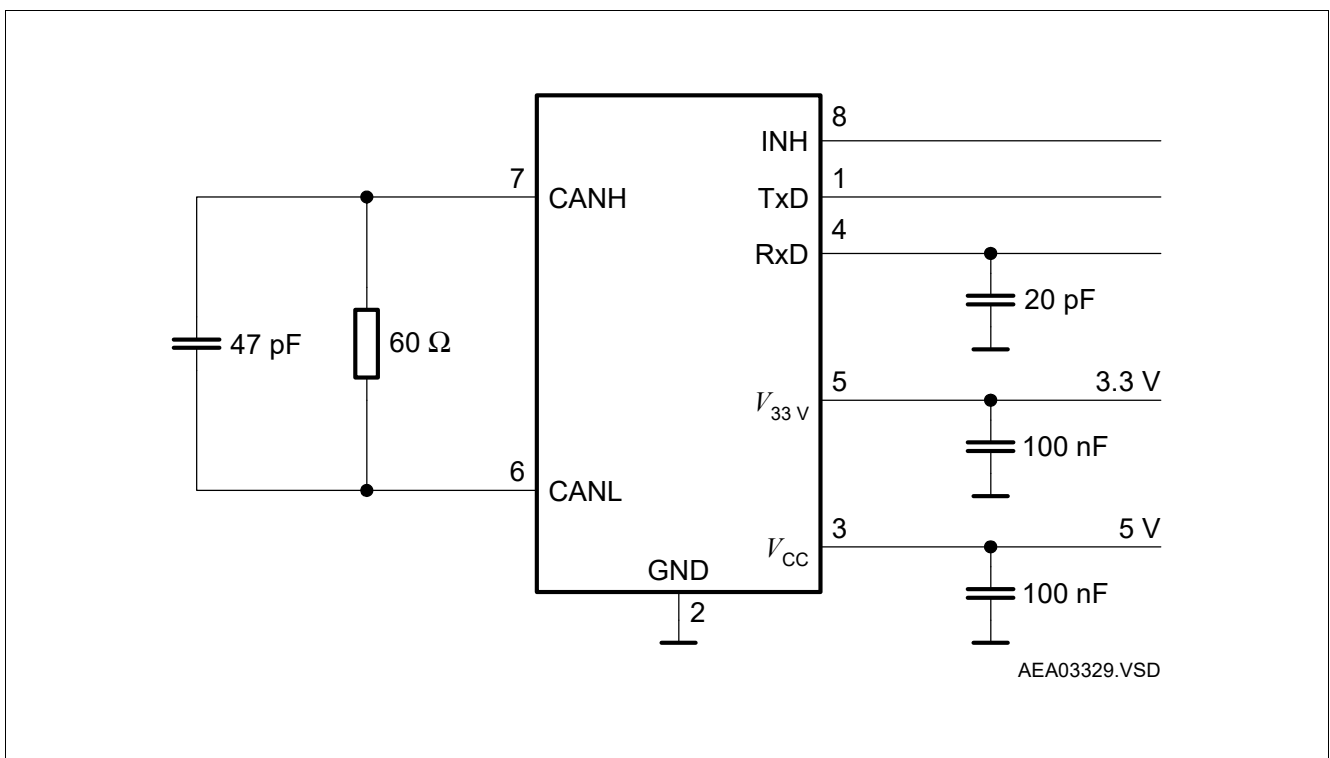 8
INH
7
1
CANH
TxD
4
RxD
20 pF
47 pF
60 Ω
5
3.3 V
V33 V
100 nF
6
CANL
3
5 V
VCC
GND
100 nF
2
AEA03329.VSD